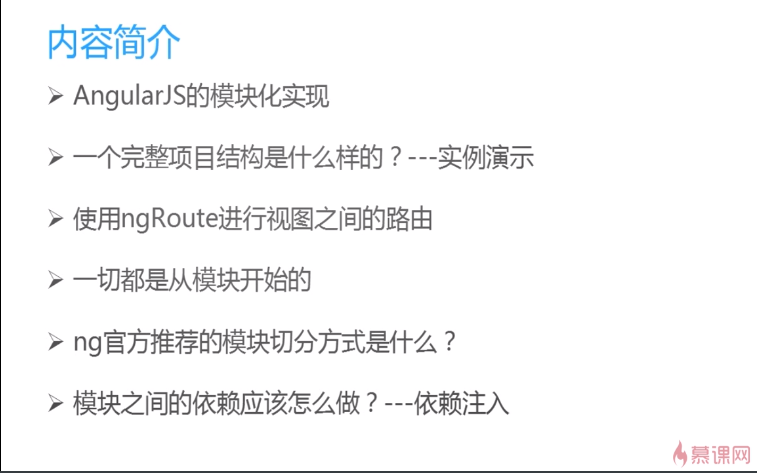 内容简介
➢ AngularJS的模块化实现
➢ 一个完整项目结构是什么样的？---实例演示
➢ 使用ngRoute进行视图之间的路由
➢ 一切都是从模块开始的
➢ ng官方推荐的模块切分方式是什么？
➢ 模块之间的依赖应该怎么做？---依赖注入
慕课网